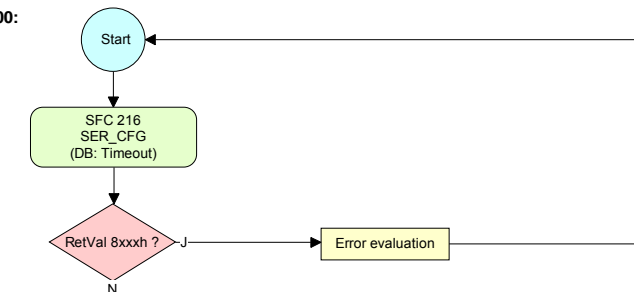 00:
Start
SFC 216
SER_CFG
(DB: Timeout)
RetVal 8xxxh ?
J
Error evaluation
N